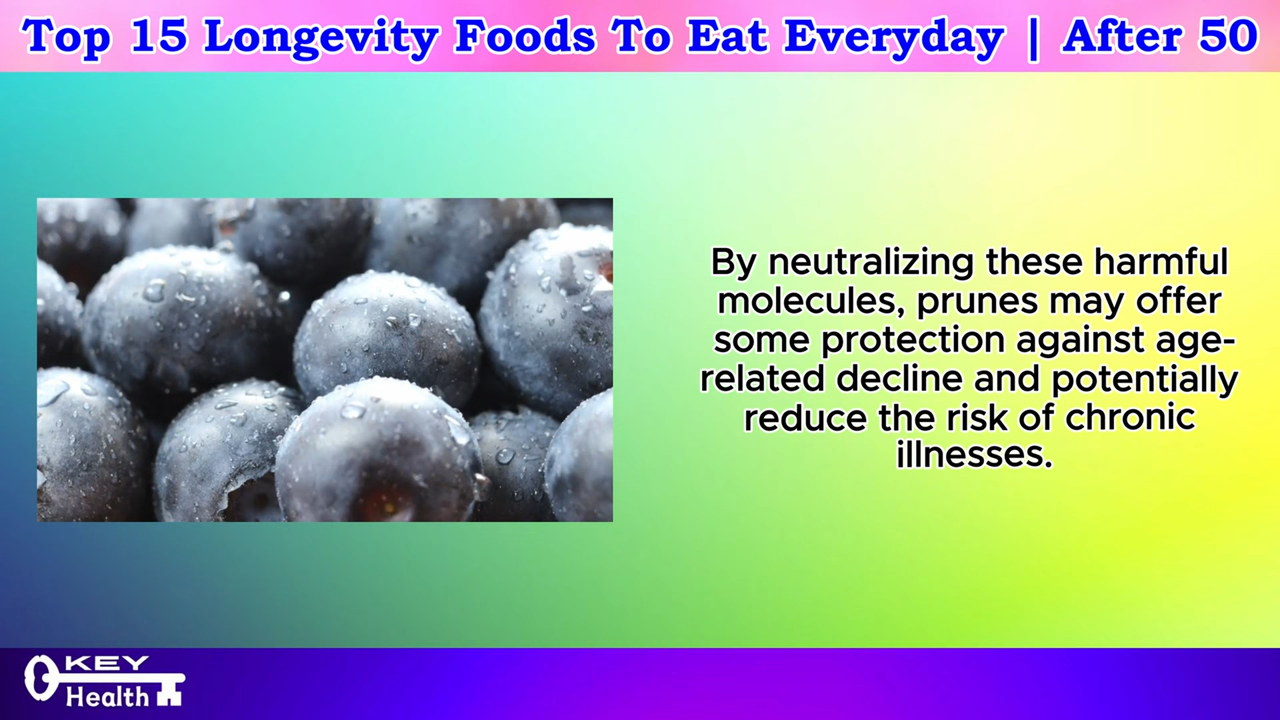 Top 15 Longevity Foods To Eat Everyday | After 50
By neutralizing these harmful
molecules, prunes may offer
some protection against age-
related decline and potentially
reduce the risk of chronic
illnesses.
KEY
Health